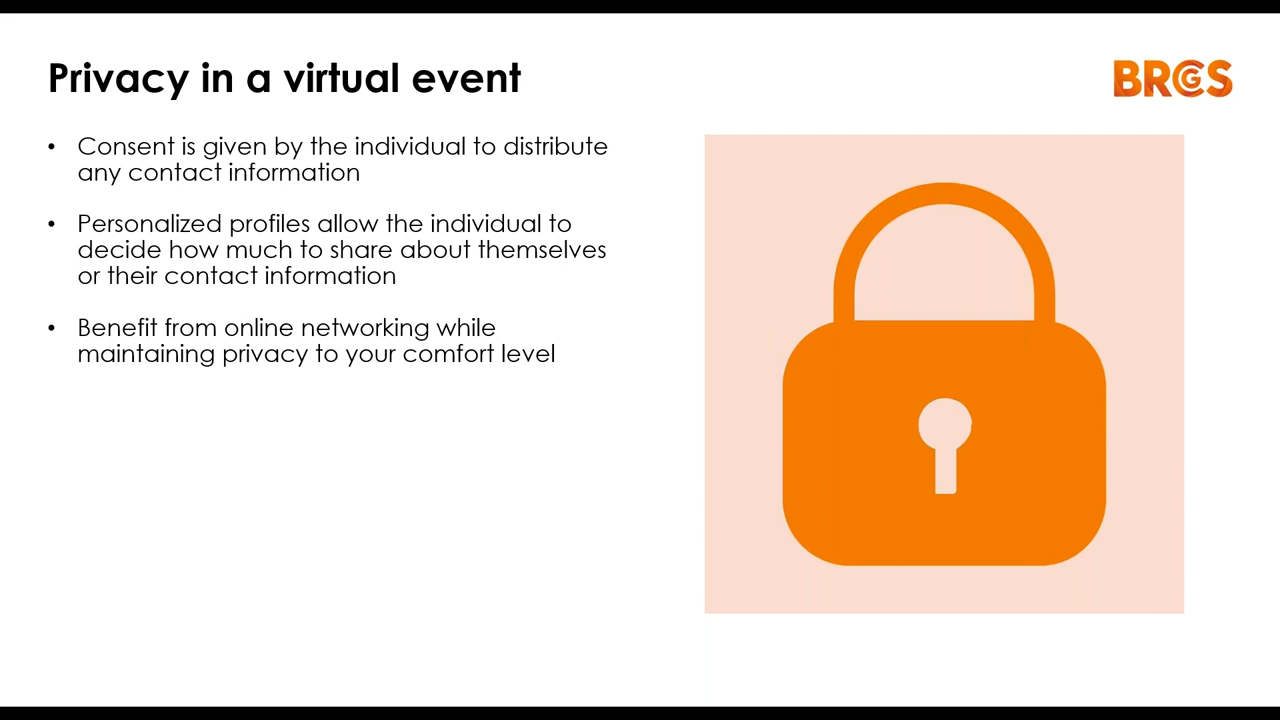 Privacy in a virtual event
BRCGS
• Consent is given by the individual to distribute
any contact information
• Personalized profiles allow the individual to
decide how much to share about themselves
or their contact information
• Benefit from online networking while
maintaining privacy to your comfort level